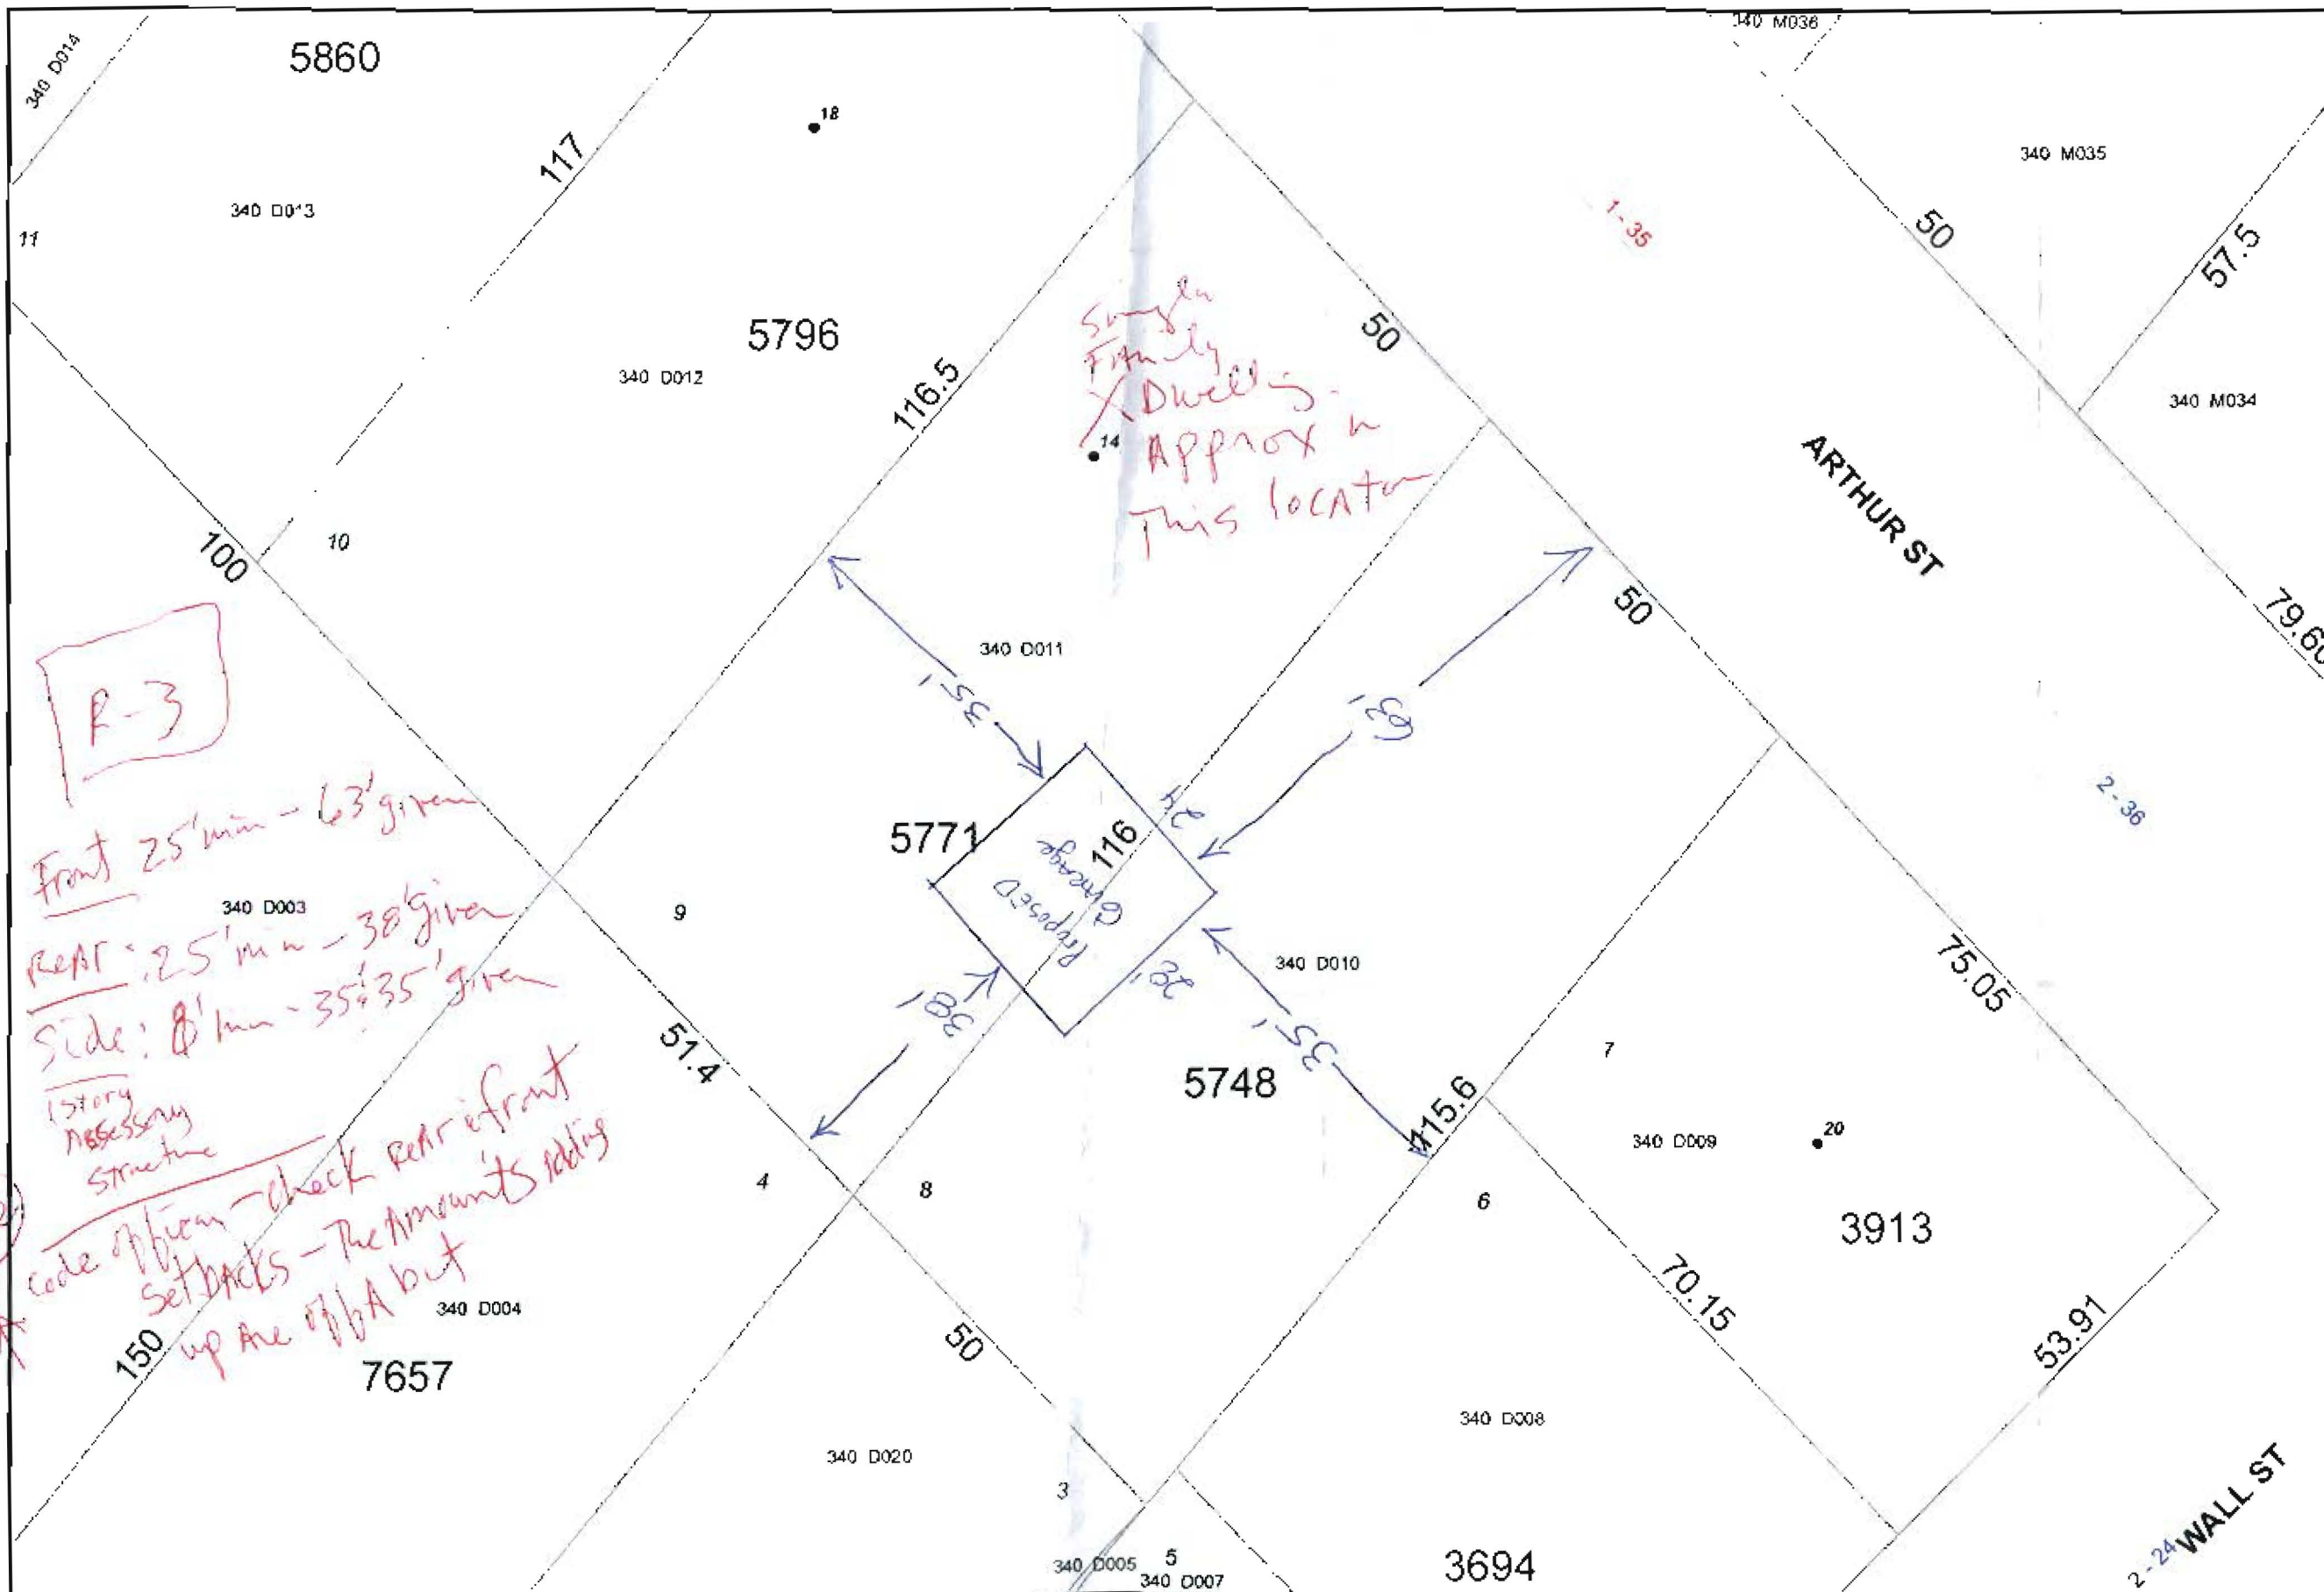 340 D014
5860
340 M036
18
117
340 M035
340 D013
1-35
11
50
57.5
Family
Dwelling
14
Approx in
This location
5796
50
340 D012
116.5
340 M034
ARTHUR ST
100
10
50
79.60
R-3
340 D011
35'
63'
Front 25' min - 63' given
24
116
5771
Proposed
Garage
2-36
340 D003
9
Rear: 25' min - 38' given
340 D010
28'
75.05
Side: 8' min - 35' & 35' given
38'
35'
51.4
1 Story
Assessory
Structure
5748
7
115.6
340 D009
20
4
8
6
3913
code - check rear & front
setbacks - The Amounts adding
up Are off A but
340 D004
150
7657
50
70.15
53.91
340 D008
340 D020
3
WALL ST
2-24
340 D005
5
340 D007
3694